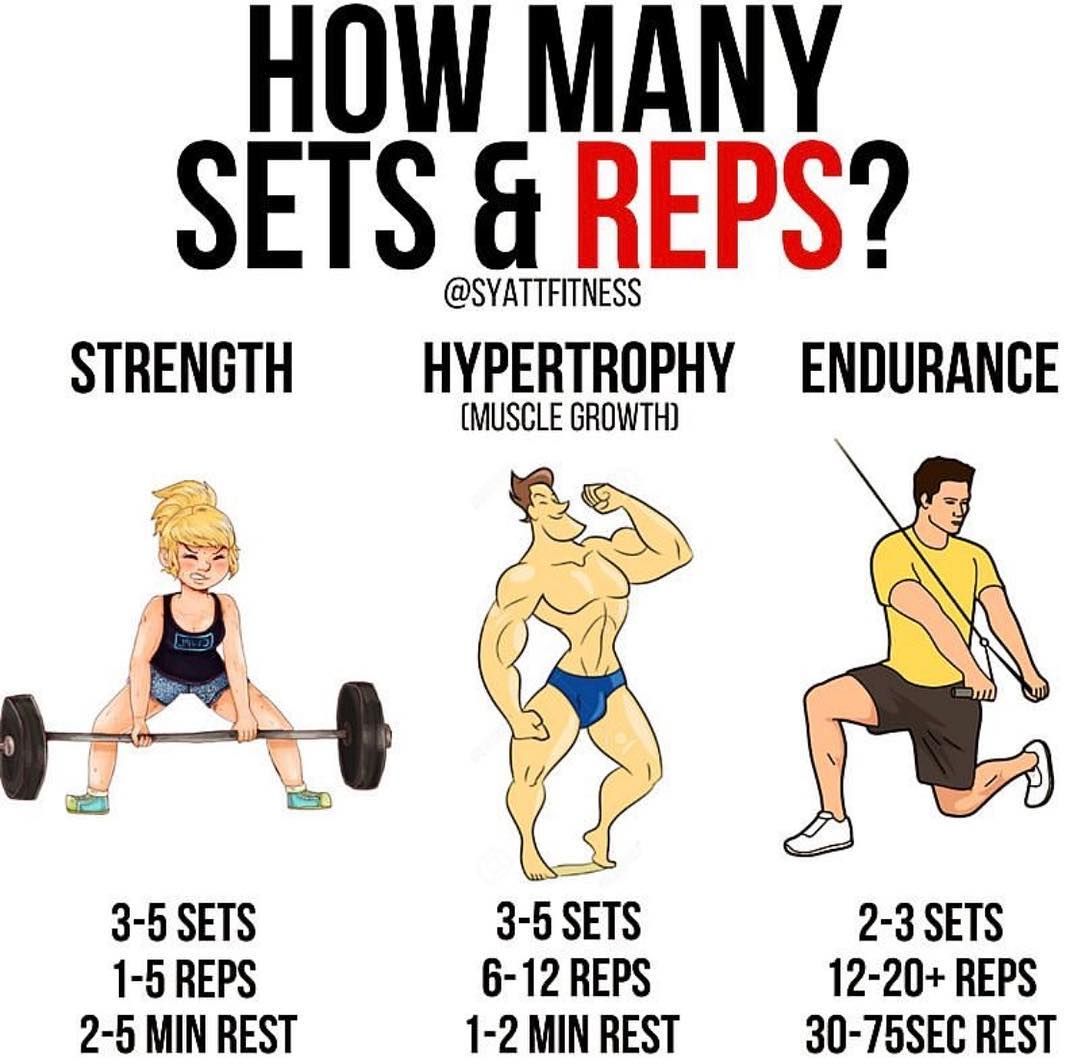 HOW MANY
SETS & REPS?
@SYATTFITNESS
STRENGTH
HYPERTROPHY
(MUSCLE GROWTH)
ENDURANCE
3-5 SETS
1-5 REPS
2-5 MIN REST
3-5 SETS
6-12 REPS
1-2 MIN REST
2-3 SETS
12-20+ REPS
30-75SEC REST